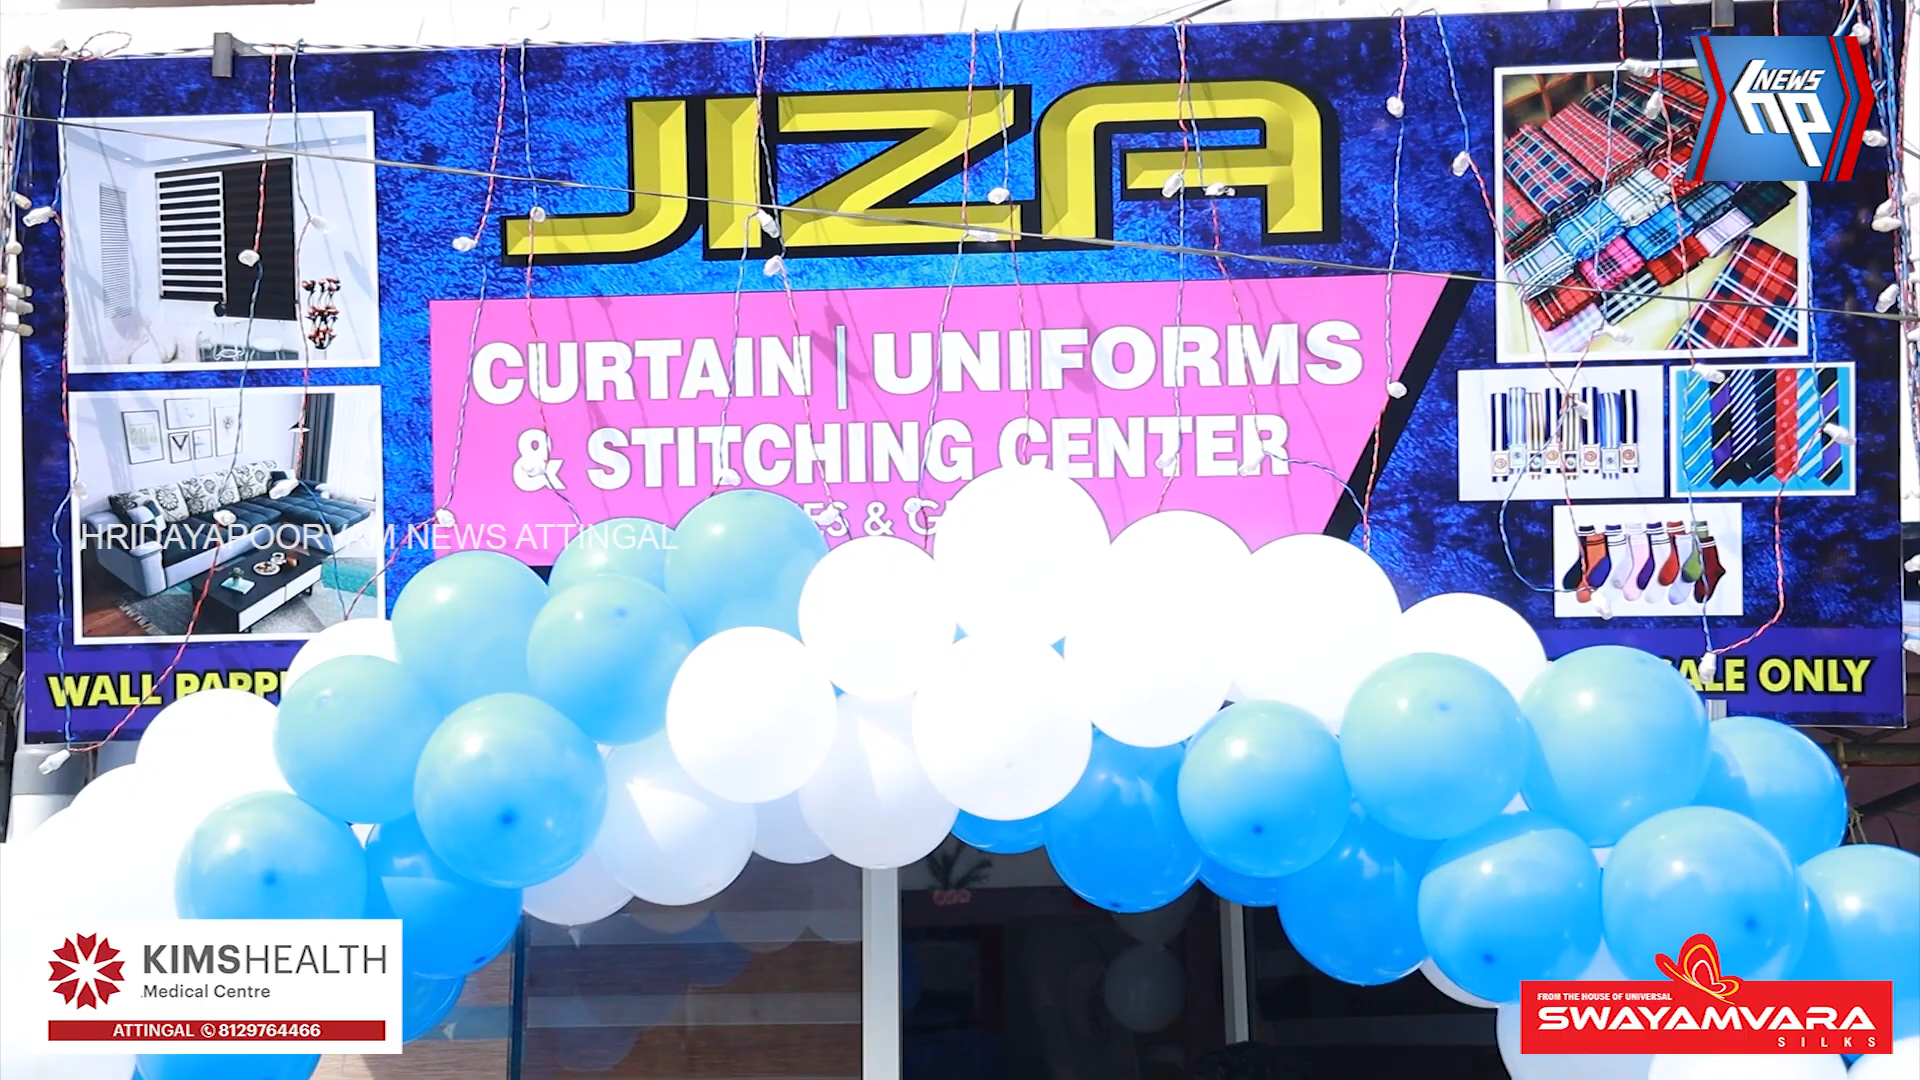 NEWS
JIZA
CURTAIN | UNIFORMS
& STITCHING CENTER
HRIDAYAPOORVAM NEWS ATTINGAL
WALL
ONLY
KIMSHEALTH
Medical Centre
ATTINGAL 8129764466
FROM THE HOUSE OF UNIVERSAL
SWAYAMVARA
SILKS